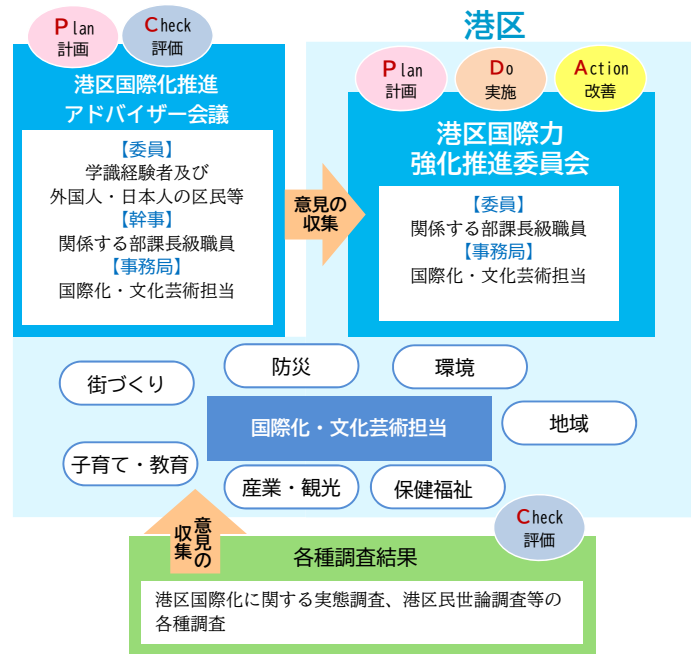 港区
Plan
計画
Check
評価
港区国際化推進
アドバイザー会議
【委員】
学識経験者及び
外国人・日本人の区民等
【幹事】
関係する部課長級職員
【事務局】
国際化・文化芸術担当
意見の
収集
Plan
計画
Do
実施
Action
改善
港区国際力
強化推進委員会
【委員】
関係する部課長級職員
【事務局】
国際化・文化芸術担当
街づくり
防災
環境
国際化・文化芸術担当
地域
子育て・教育
産業・観光
保健福祉
意見の
収集
Check
評価
各種調査結果
港区国際化に関する実態調査、港区民世論調査等の
各種調査